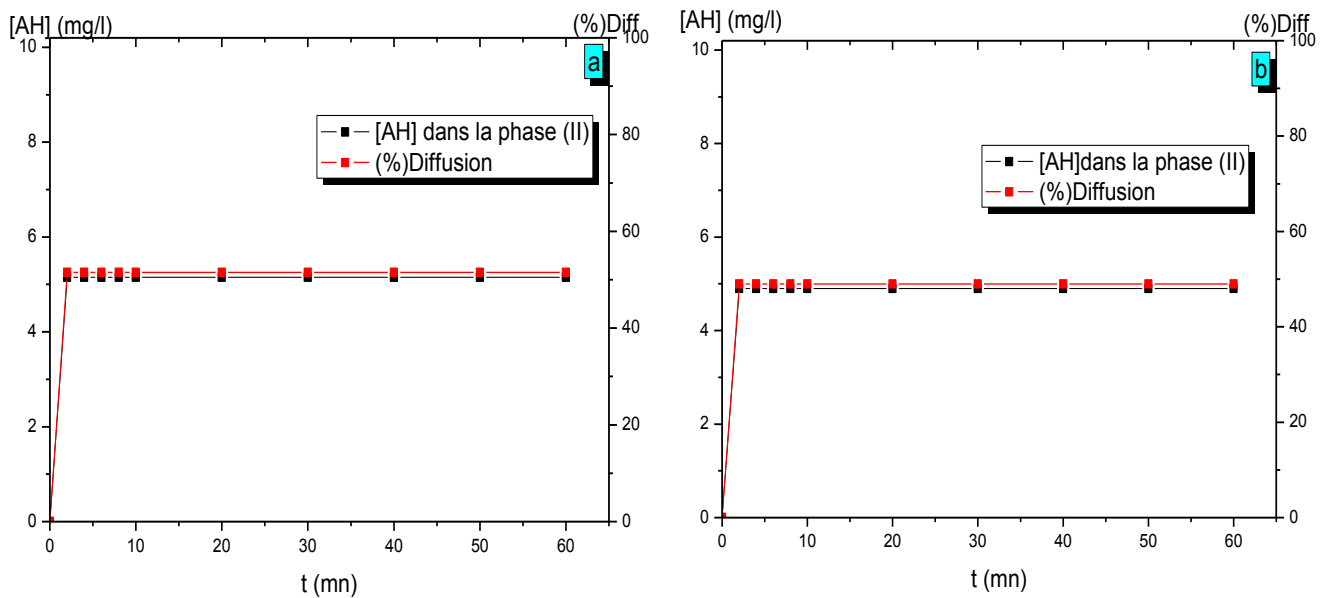 [AH] (mg/l)
(%)Diff
a
[AH] dans la phase (II)
(%)Diffusion
10
8
6
4
2
0
100
80
60
40
20
0
0 10 20 30 40 50 60
t (mn)
[AH] (mg/l)
(%)Diff
b
[AH]dans la phase (II)
(%)Diffusion
10
8
6
4
2
0
100
80
60
40
20
0
0 10 20 30 40 50 60
t (mn)